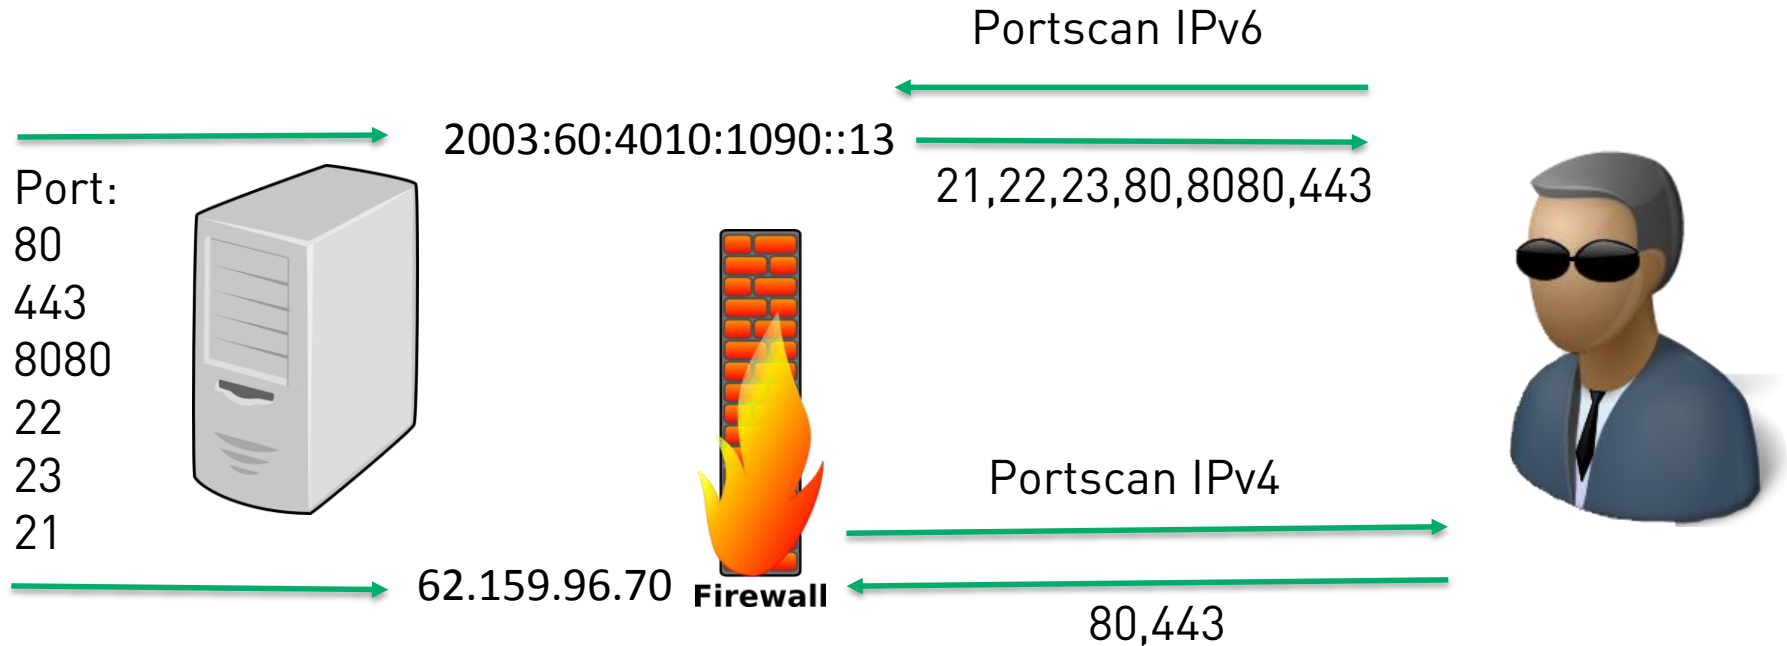 Portscan IPv6
2003:60:4010:1090::13
21,22,23,80,8080,443
Port:
80
443
8080
22
23
21
Portscan IPv4
62.159.96.70
Firewall
80,443